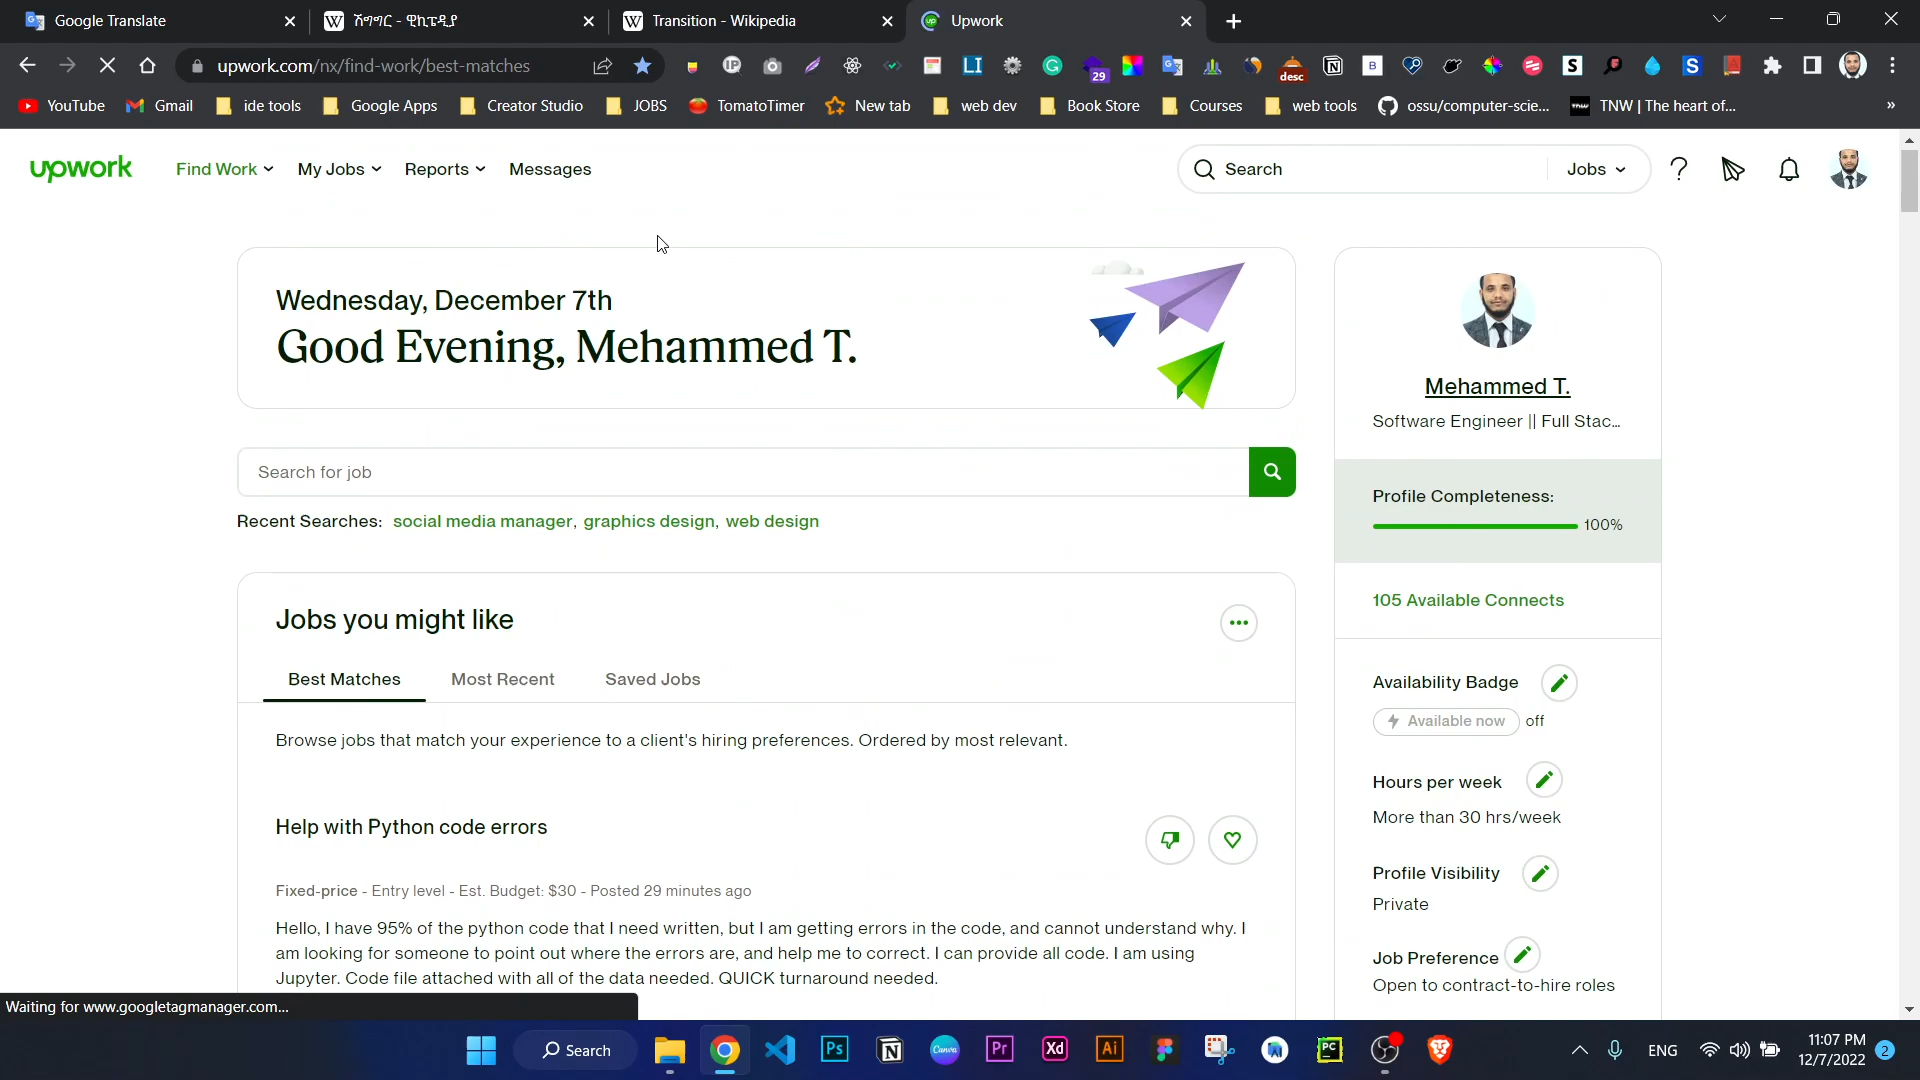 Google Translate
ሽግግር - ዊኪፒዲያ
Transition - Wikipedia
Upwork
upwork.com/nx/find-work/best-matches
29
desc
YouTube
Gmail
ide tools
Google Apps
Creator Studio
JOBS
TomatoTimer
New tab
web dev
Book Store
Courses
web tools
ossu/computer-scie...
TNW | The heart of...
upwork
Find Work
My Jobs
Reports
Messages
Search
Jobs
Wednesday, December 7th
Good Evening, Mehammed T.
Search for job
Recent Searches: social media manager, graphics design, web design
Jobs you might like
Best Matches
Most Recent
Saved Jobs
Browse jobs that match your experience to a client's hiring preferences. Ordered by most relevant.
Help with Python code errors
Fixed-price - Entry level - Est. Budget: $30 - Posted 29 minutes ago
Hello, I have 95% of the python code that I need written, but I am getting errors in the code, and cannot understand why. I
am looking for someone to point out where the errors are, and help me to correct. I can provide all code. I am using
Jupyter. Code file attached with all of the data needed. QUICK turnaround needed.
Mehammed T.
Software Engineer || Full Stac...
Profile Completeness:
100%
105 Available Connects
Availability Badge
Available now
off
Hours per week
More than 30 hrs/week
Profile Visibility
Private
Job Preference
Open to contract-to-hire roles
Waiting for www.googletagmanager.com...
Search
Ps
Canva
Pr
Xd
Ai
PC
ENG
11:07 PM
12/7/2022
2